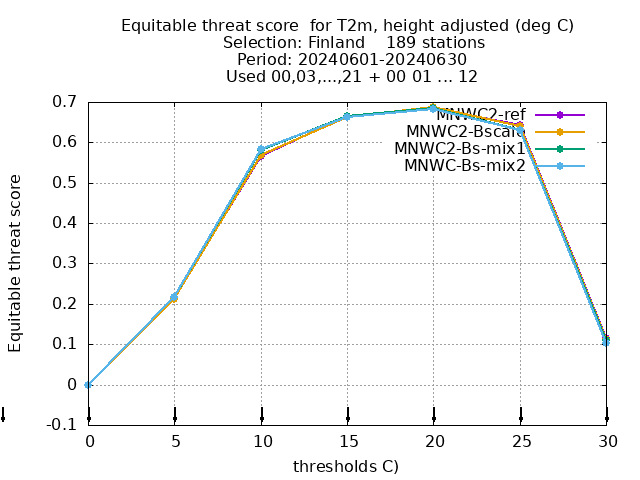 Equitable threat score for T2m, height adjusted (deg C)
Selection: Finland 189 stations
Period: 20240601-20240630
Used 00,03,...,21 + 00 01 ... 12
Equitable threat score
0.7
0.6
0.5
0.4
0.3
0.2
0.1
0
-0.1
MNWC2-ref
MNWC2-Bscale
MNWC2-Bs-mix1
MNWC-Bs-mix2
0 5 10 15 20 25 30
thresholds C)